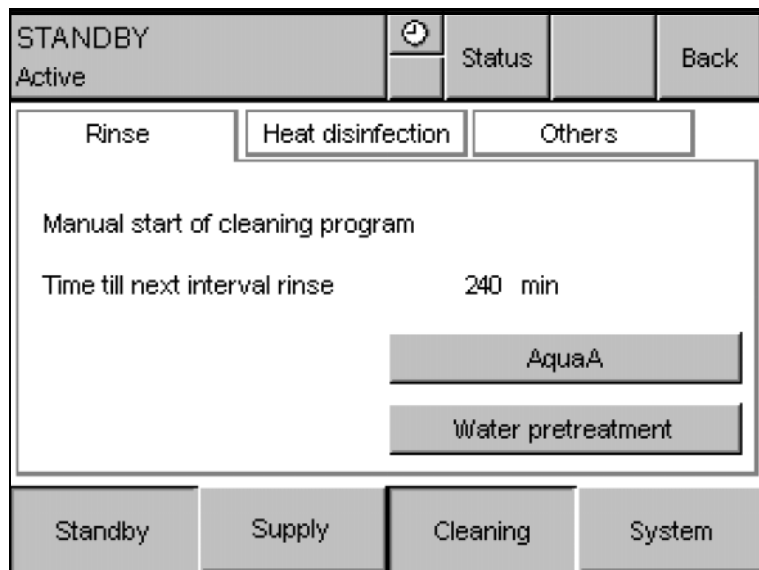 STANDBY
Active
Status
Back
Rinse
Heat disinfection
Others
Manual start of cleaning program
Time till next interval rinse 240 min
AquaA
Water pretreatment
Standby
Supply
Cleaning
System